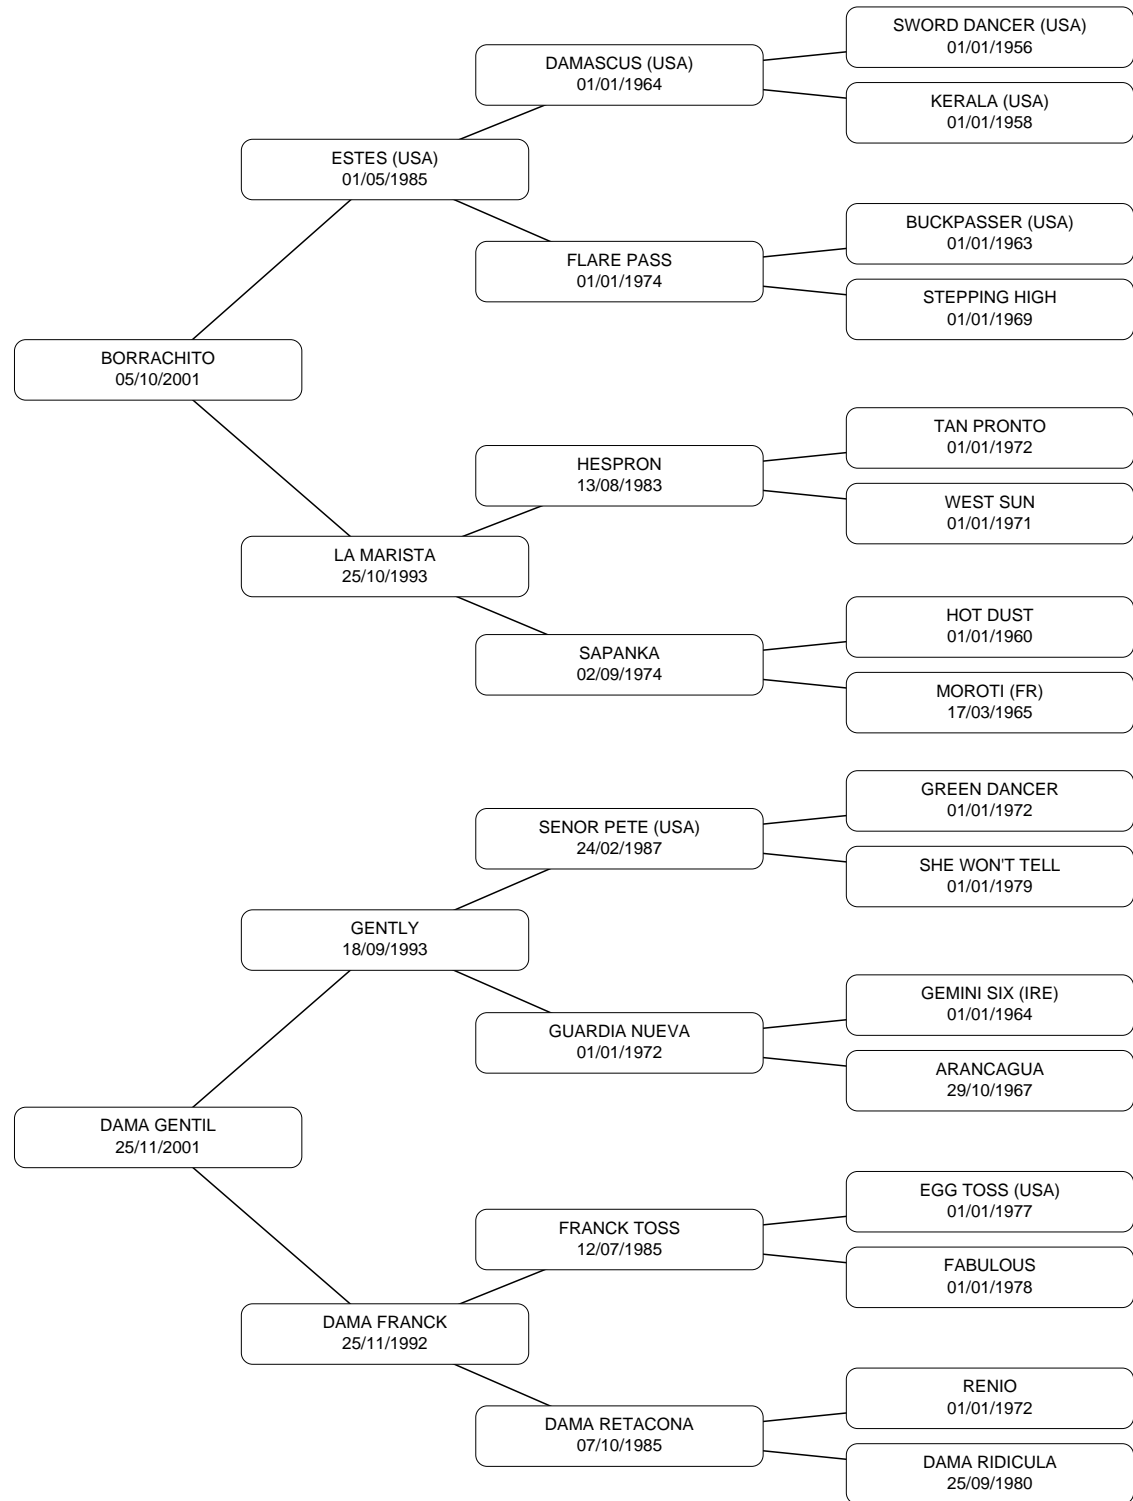 SWORD DANCER (USA)
01/01/1956
DAMASCUS (USA)
01/01/1964
KERALA (USA)
01/01/1958
ESTES (USA)
01/05/1985
BUCKPASSER (USA)
01/01/1963
FLARE PASS
01/01/1974
STEPPING HIGH
01/01/1969
BORRACHITO
05/10/2001
TAN PRONTO
01/01/1972
HESPRON
13/08/1983
WEST SUN
01/01/1971
LA MARISTA
25/10/1993
HOT DUST
01/01/1960
SAPANKA
02/09/1974
MOROTI (FR)
17/03/1965
GREEN DANCER
01/01/1972
SENOR PETE (USA)
24/02/1987
SHE WON'T TELL
01/01/1979
GENTLY
18/09/1993
GEMINI SIX (IRE)
01/01/1964
GUARDIA NUEVA
01/01/1972
ARANCAGUA
29/10/1967
DAMA GENTIL
25/11/2001
EGG TOSS (USA)
01/01/1977
FRANCK TOSS
12/07/1985
FABULOUS
01/01/1978
DAMA FRANCK
25/11/1992
RENIO
01/01/1972
DAMA RETACONA
07/10/1985
DAMA RIDICULA
25/09/1980